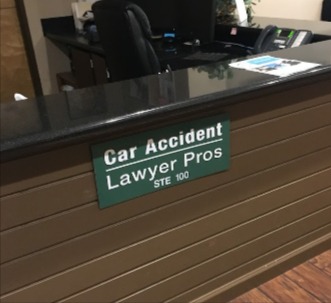 Car Accident
Lawyer Pros
STE 100